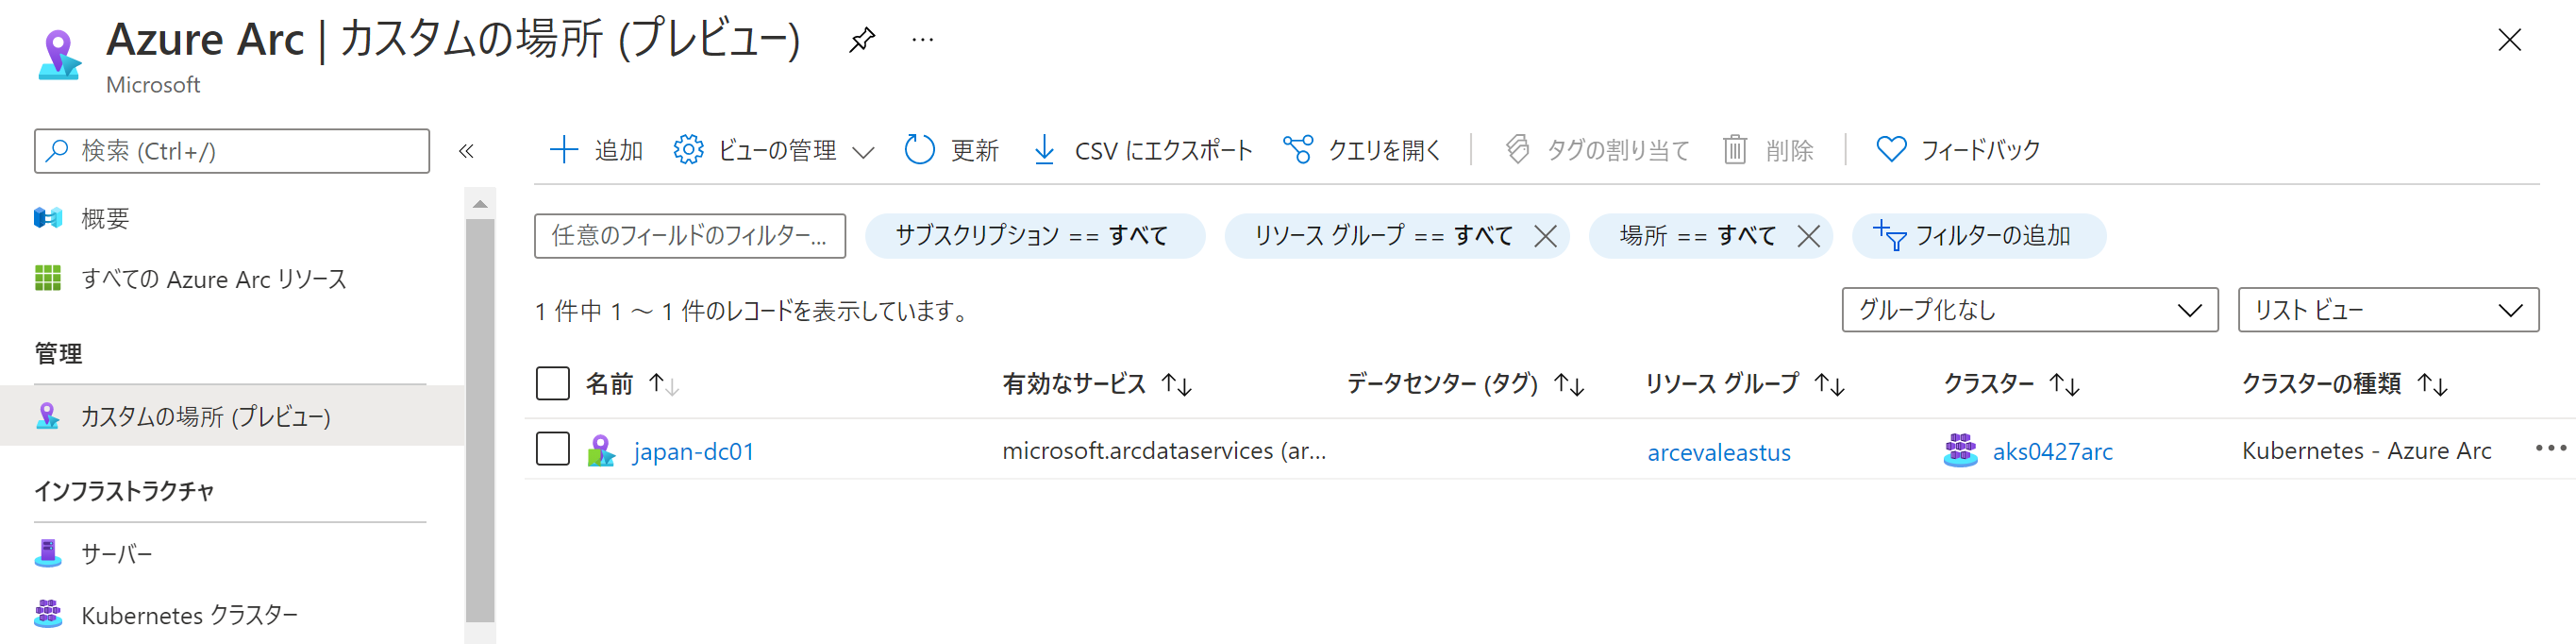 Azure Arc | カスタムの場所 (プレビュー) ...
Microsoft
検索 (Ctrl+/)
概要
すべての Azure Arc リソース
管理
カスタムの場所 (プレビュー)
インフラストラクチャ
サーバー
Kubernetes クラスター
追加 ビューの管理 更新 CSV にエクスポート クエリを開く タグの割り当て 削除 フィードバック
任意のフィールドのフィルター... サブスクリプション == すべて リソース グループ == すべて 場所 == すべて フィルターの追加
1 件中 1 ～ 1 件のレコードを表示しています。 グループ化なし リスト ビュー
名前 有効なサービス データセンター (タグ) リソース グループ クラスター クラスターの種類
japan-dc01 microsoft.arcdataservices (ar... arcevaleastus aks0427arc Kubernetes - Azure Arc